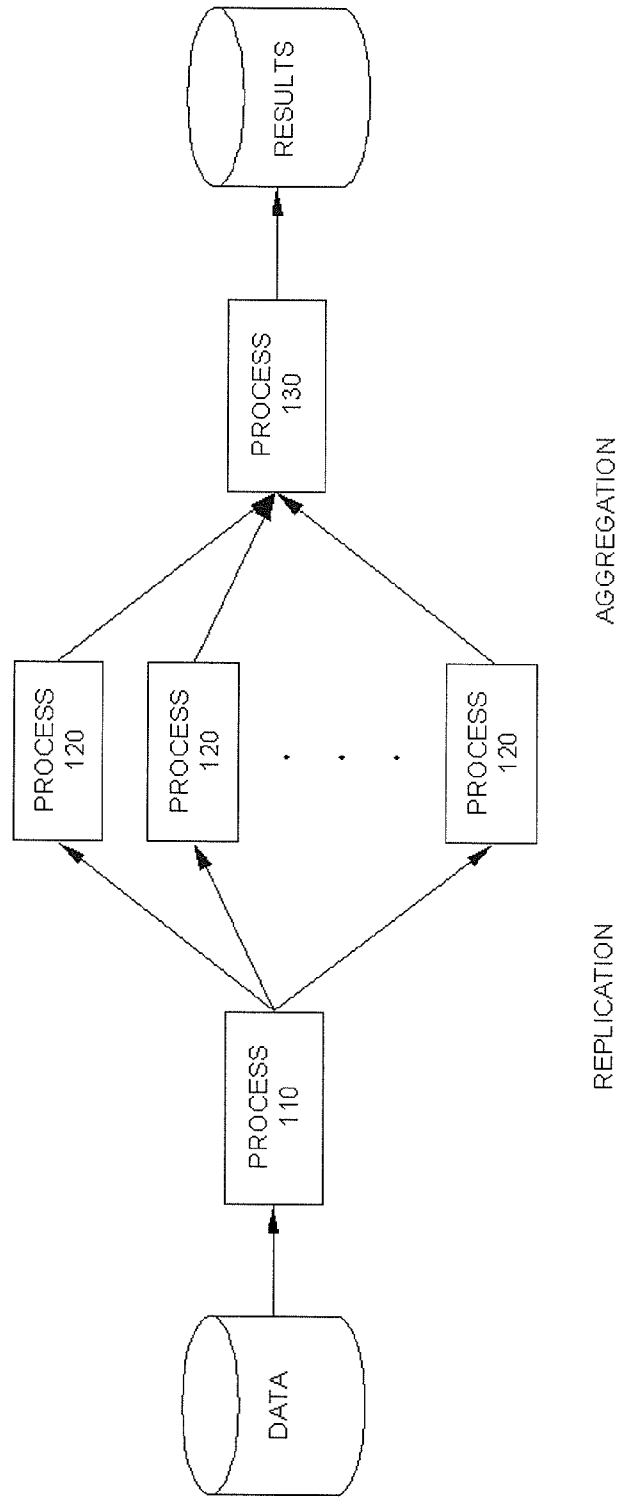 DATA
PROCESS
110
PROCESS
120
PROCESS
120
PROCESS
120
PROCESS
130
RESULTS
REPLICATION
AGGREGATION